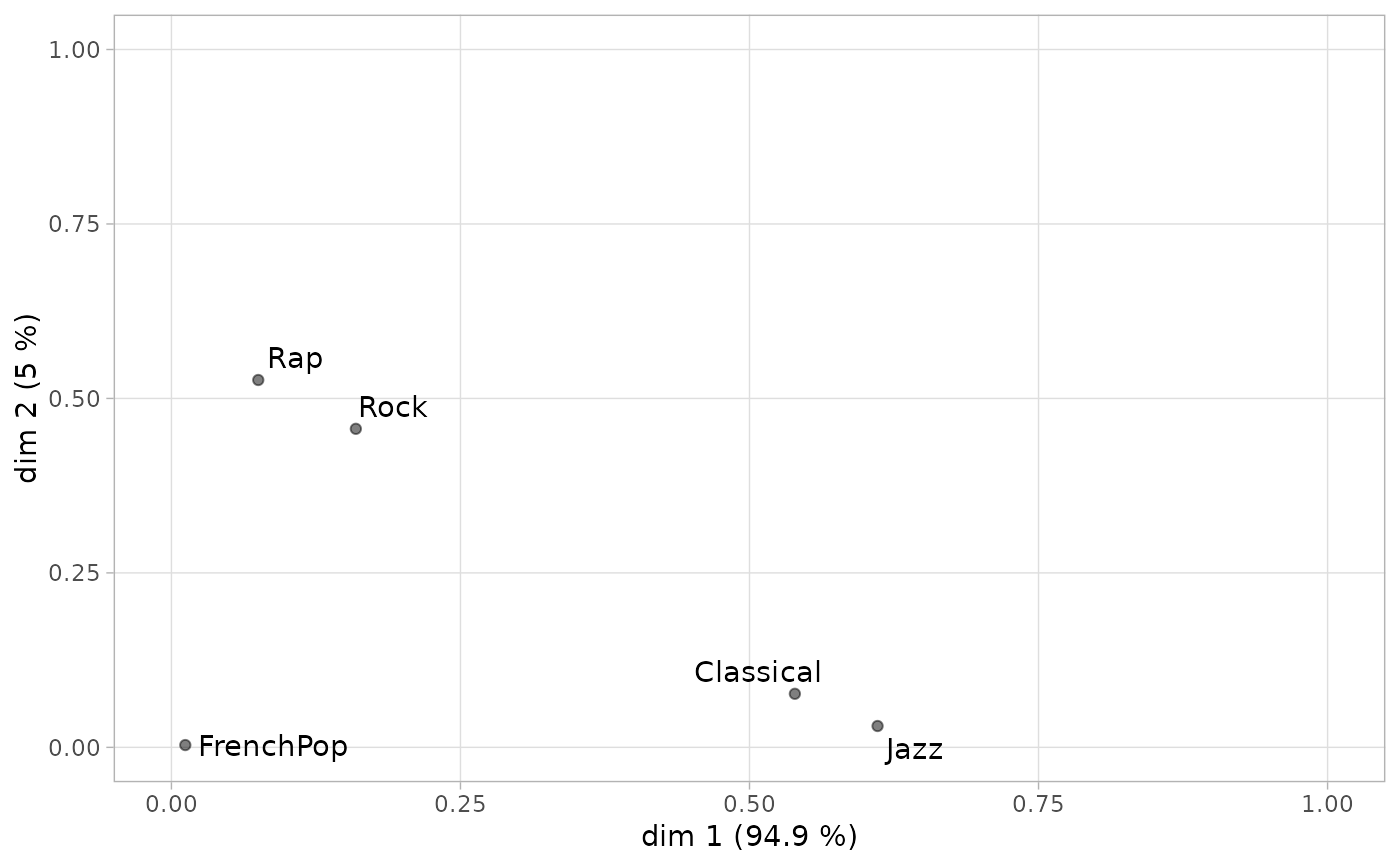 1.00
0.75
Rap
0.50
Rock
dim 2 (5 %)
0.25
Classical
0.00
FrenchPop
Jazz
0.00 0.25 0.50 0.75 1.00
dim 1 (94.9 %)